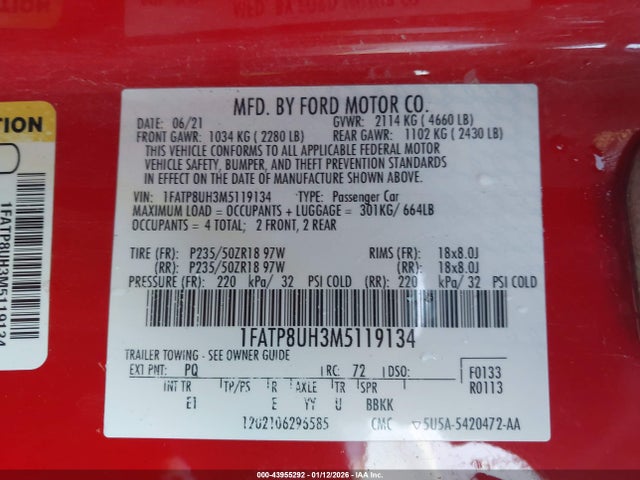 TION
1FATP8UH3M5119134
MFD. BY FORD MOTOR CO.
DATE: 06/21 GVWR: 2114 KG ( 4660 LB)
FRONT GAWR: 1034 KG ( 2280 LB) REAR GAWR: 1102 KG ( 2430 LB)
THIS VEHICLE CONFORMS TO ALL APPLICABLE FEDERAL MOTOR
VEHICLE SAFETY, BUMPER, AND THEFT PREVENTION STANDARDS
IN EFFECT ON THE DATE OF MANUFACTURE SHOWN ABOVE.
VIN: 1FATP8UH3M5119134 TYPE: Passenger Car
MAXIMUM LOAD = OCCUPANTS + LUGGAGE = 301KG/ 664LB
OCCUPANTS = 4 TOTAL; 2 FRONT, 2 REAR
TIRE (FR): P235/50ZR18 97W RIMS (FR): 18x8.0J
(RR): P235/50ZR18 97W (RR): 18x8.0J
PRESSURE (FR): 220 kPa/ 32 PSI COLD (RR): 220 kPa/ 32 PSI COLD
1FATP8UH3M5119134
TRAILER TOWING - SEE OWNER GUIDE
EXT PNT: PQ RC: 72 DSO: F0133
R0113
INT TR TP/PS R AXLE TR SPR
E1 E YY U BBKK
1202106296585 CMC ▽5U5A-5420472-AA
000-43955292 - 01/12/2026 - IAAI.COM